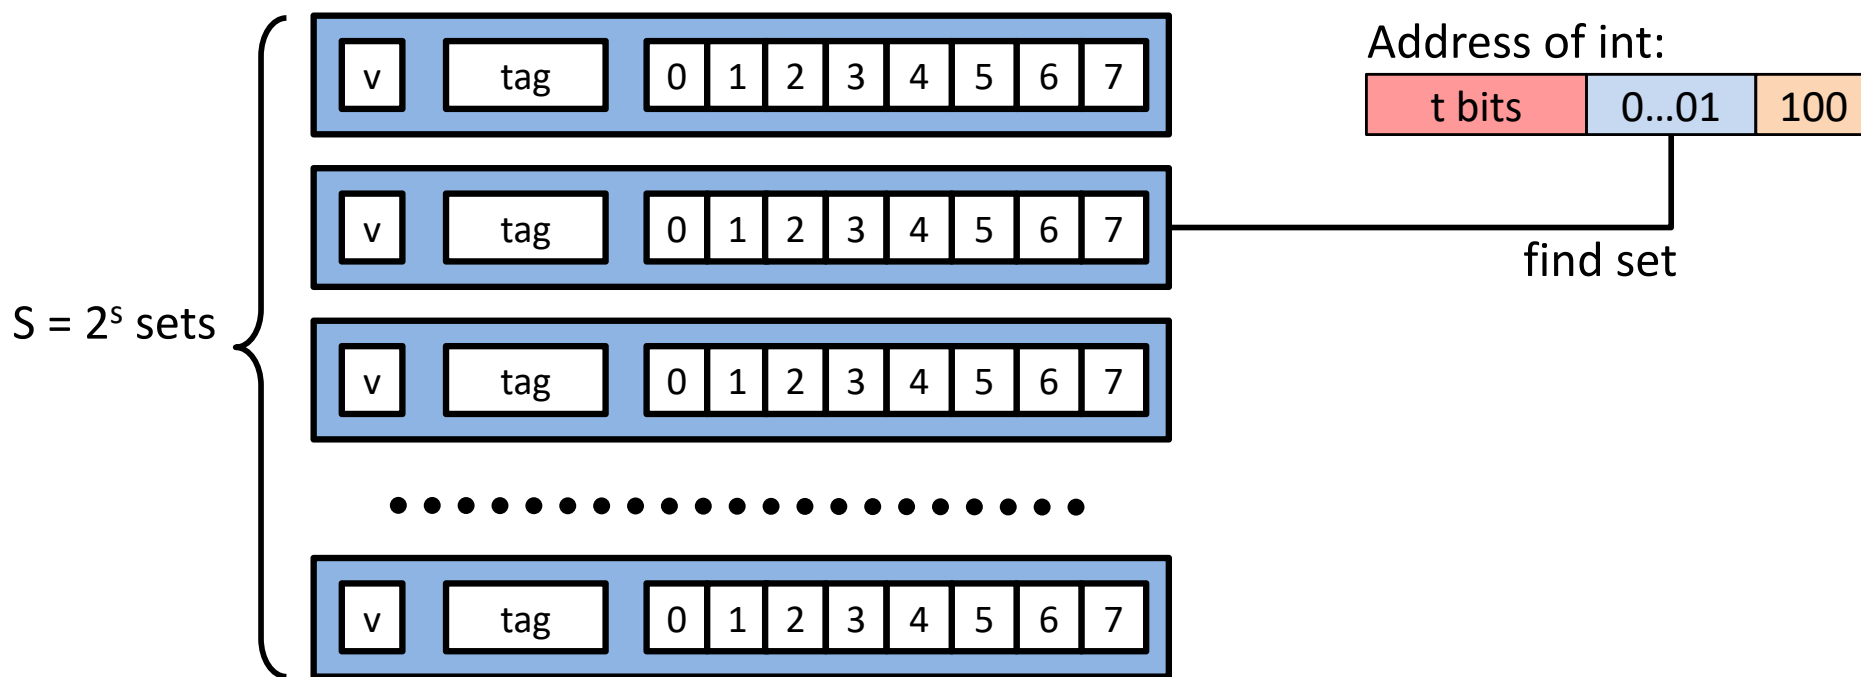 Address of int:
t bits 0...01 100
v tag 0 1 2 3 4 5 6 7
v tag 0 1 2 3 4 5 6 7
find set
S = 2ˢ sets
v tag 0 1 2 3 4 5 6 7
v tag 0 1 2 3 4 5 6 7